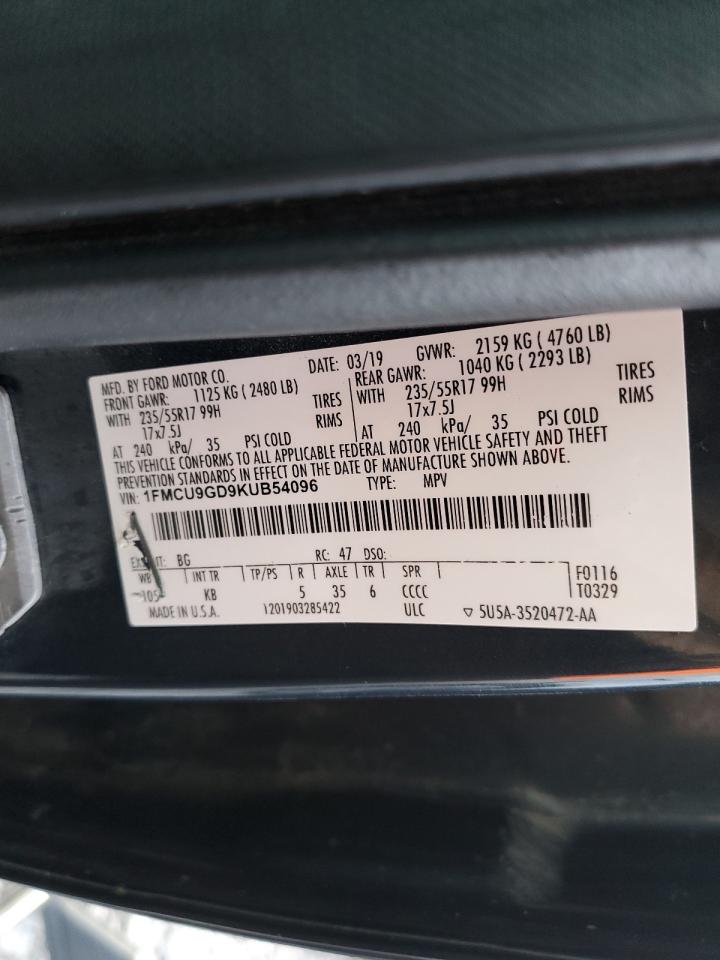 MFD. BY FORD MOTOR CO. DATE: 03/19 GVWR: 2159 KG ( 4760 LB)
FRONT GAWR: 1125 KG ( 2480 LB) REAR GAWR: 1040 KG ( 2293 LB)
WITH 235/55R17 99H TIRES WITH 235/55R17 99H TIRES
17x7.5J RIMS 17x7.5J RIMS
AT 240 kPa/ 35 PSI COLD AT 240 kPa/ 35 PSI COLD
THIS VEHICLE CONFORMS TO ALL APPLICABLE FEDERAL MOTOR VEHICLE SAFETY AND THEFT
PREVENTION STANDARDS IN EFFECT ON THE DATE OF MANUFACTURE SHOWN ABOVE.
VIN: 1FMCU9GD9KUB54096 TYPE: MPV
BG RC: 47 DSO:
WB INT TR TP/PS R AXLE TR SPR F0116
105 KB 5 35 6 CCCC T0329
MADE IN U.S.A. 1201903285422 ULC ▽ 5U5A-3520472-AA